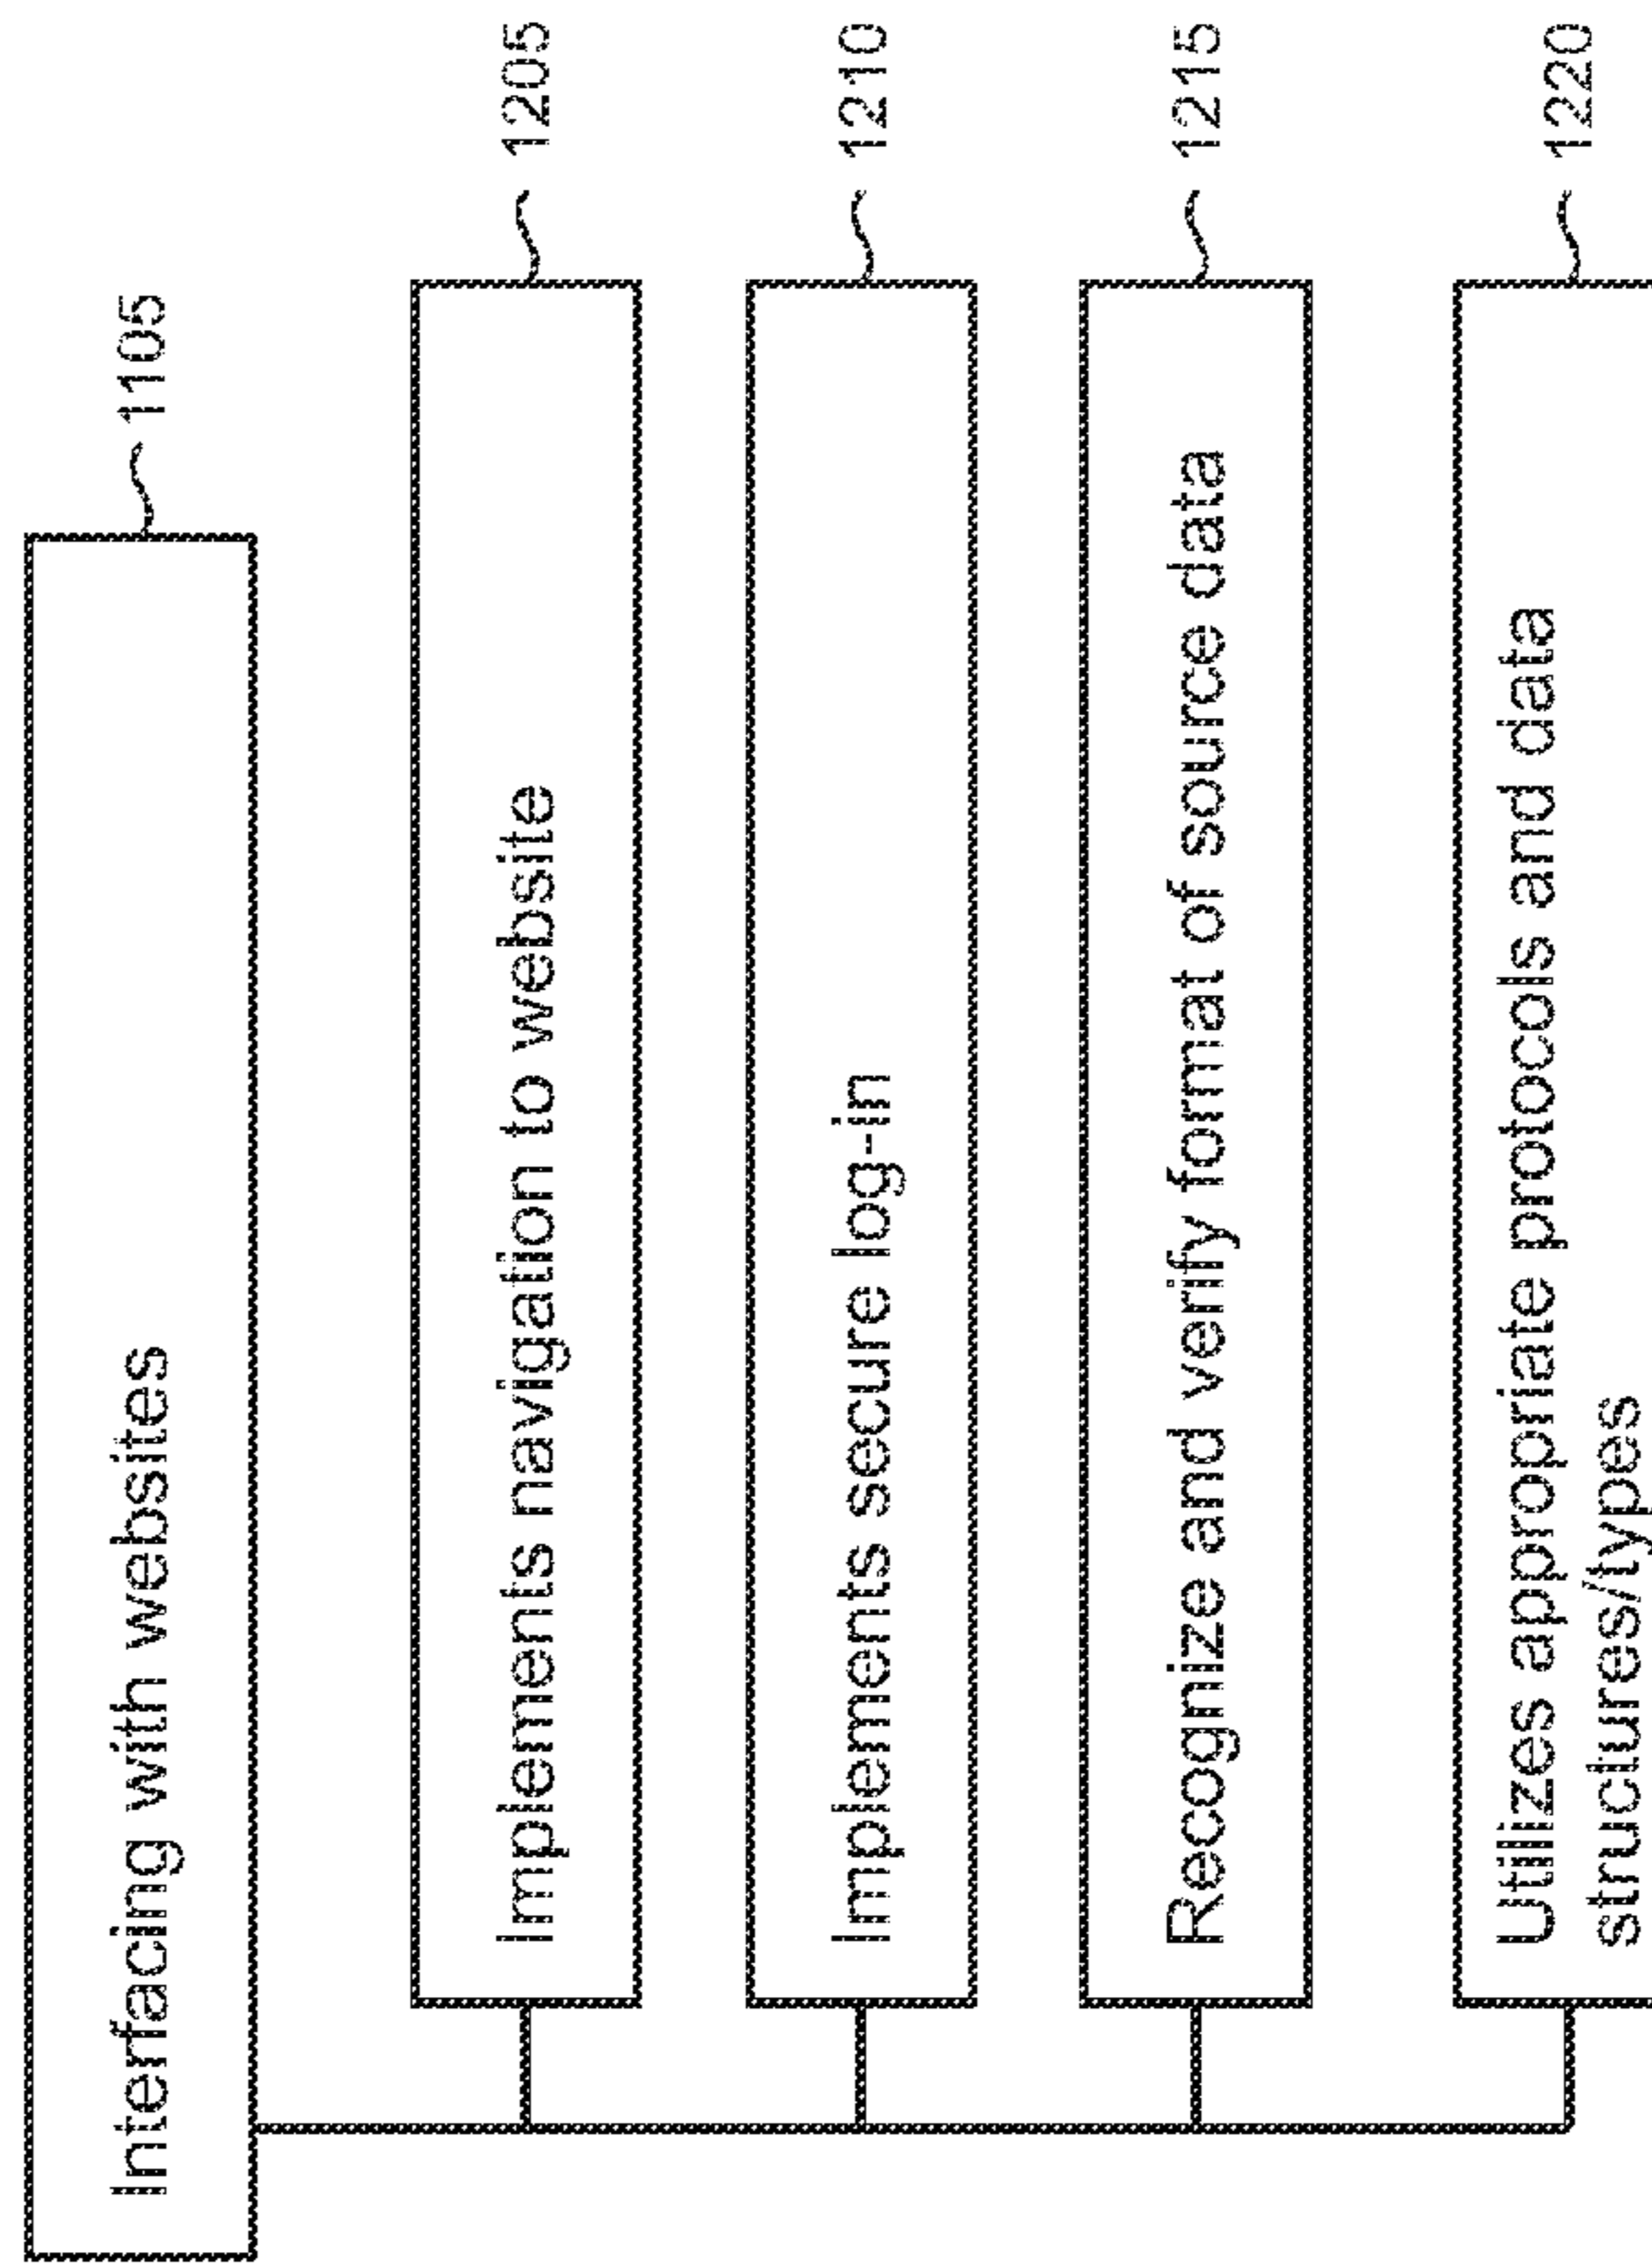 Interfacing with websites
1105
Implements navigation to website
1205
Implements secure log-in
1210
Recognize and verify format of source data
1215
Utilizes appropriate protocols and data
structures/types
1220